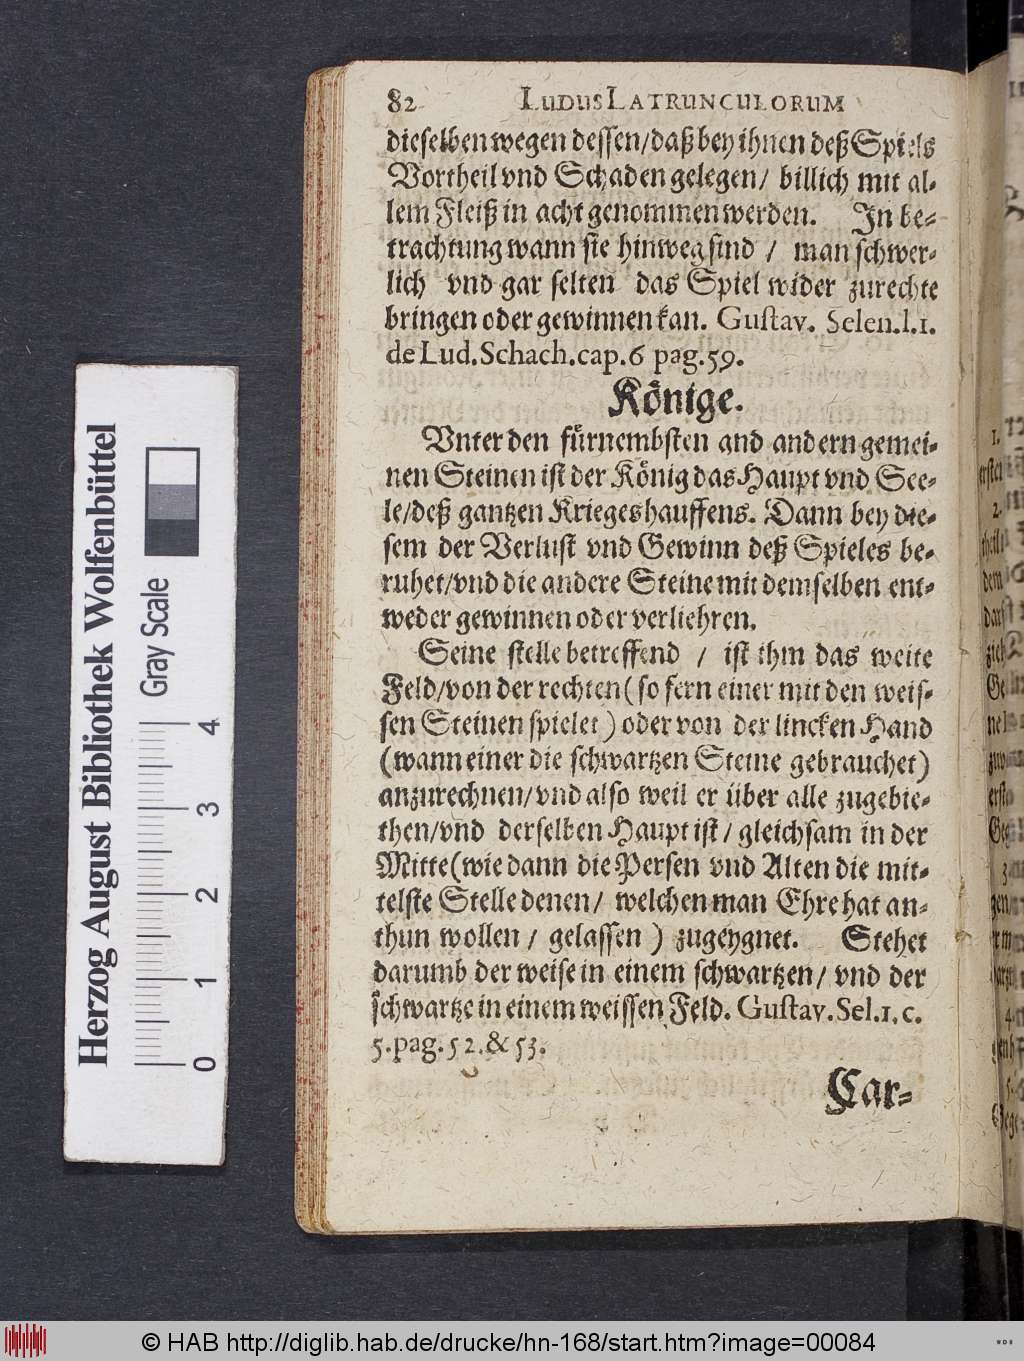 82 LUDUS LATRUNCULORUM
dieselben wegen dessen/daß bey ihnen deß Spiels
Vortheil vnd Schaden gelegen/ billich mit al-
lem Fleiß in acht genommen werden. In be-
trachtung wann sie hinweg sind / man schwer-
lich vnd gar selten das Spiel wider zurechte
bringen oder gewinnen kan. Gustav. Selen. l. 1.
de Lud. Schach. cap. 6 pag. 59.
Könige.
Vnter den fürnembsten and andern gemei-
nen Steinen ist der König das Haupt vnd See-
le/deß gantzen Kriegeshauffens. Dann bey die-
sem der Verlust vnd Gewinn deß Spieles be-
ruhet/vnd die andere Steine mit demselben ent-
weder gewinnen oder verliehren.
Seine stelle betreffend / ist ihm das weite
Feld/von der rechten ( so fern einer mit den weis-
sen Steinen spielet ) oder von der lincken Hand
(wann einer die schwartzen Steine gebrauchet)
anzurechnen/vnd also weil er über alle zugebie-
then/vnd derselben Haupt ist / gleichsam in der
Mitte (wie dann die Persen vnd Alten die mit-
telste Stelle denen/ welchen man Ehre hat an-
thun wollen / gelassen ) zugeygnet. Stehet
darumb der weise in einem schwartzen/ vnd der
schwartze in einem weissen Feld. Gustav. Sel. 1. c.
5. pag. 52. & 53.
Car-
Herzog August Bibliothek Wolfenbüttel
Gray Scale
0 1 2 3 4
© HAB http://diglib.hab.de/drucke/hn-168/start.htm?image=00084